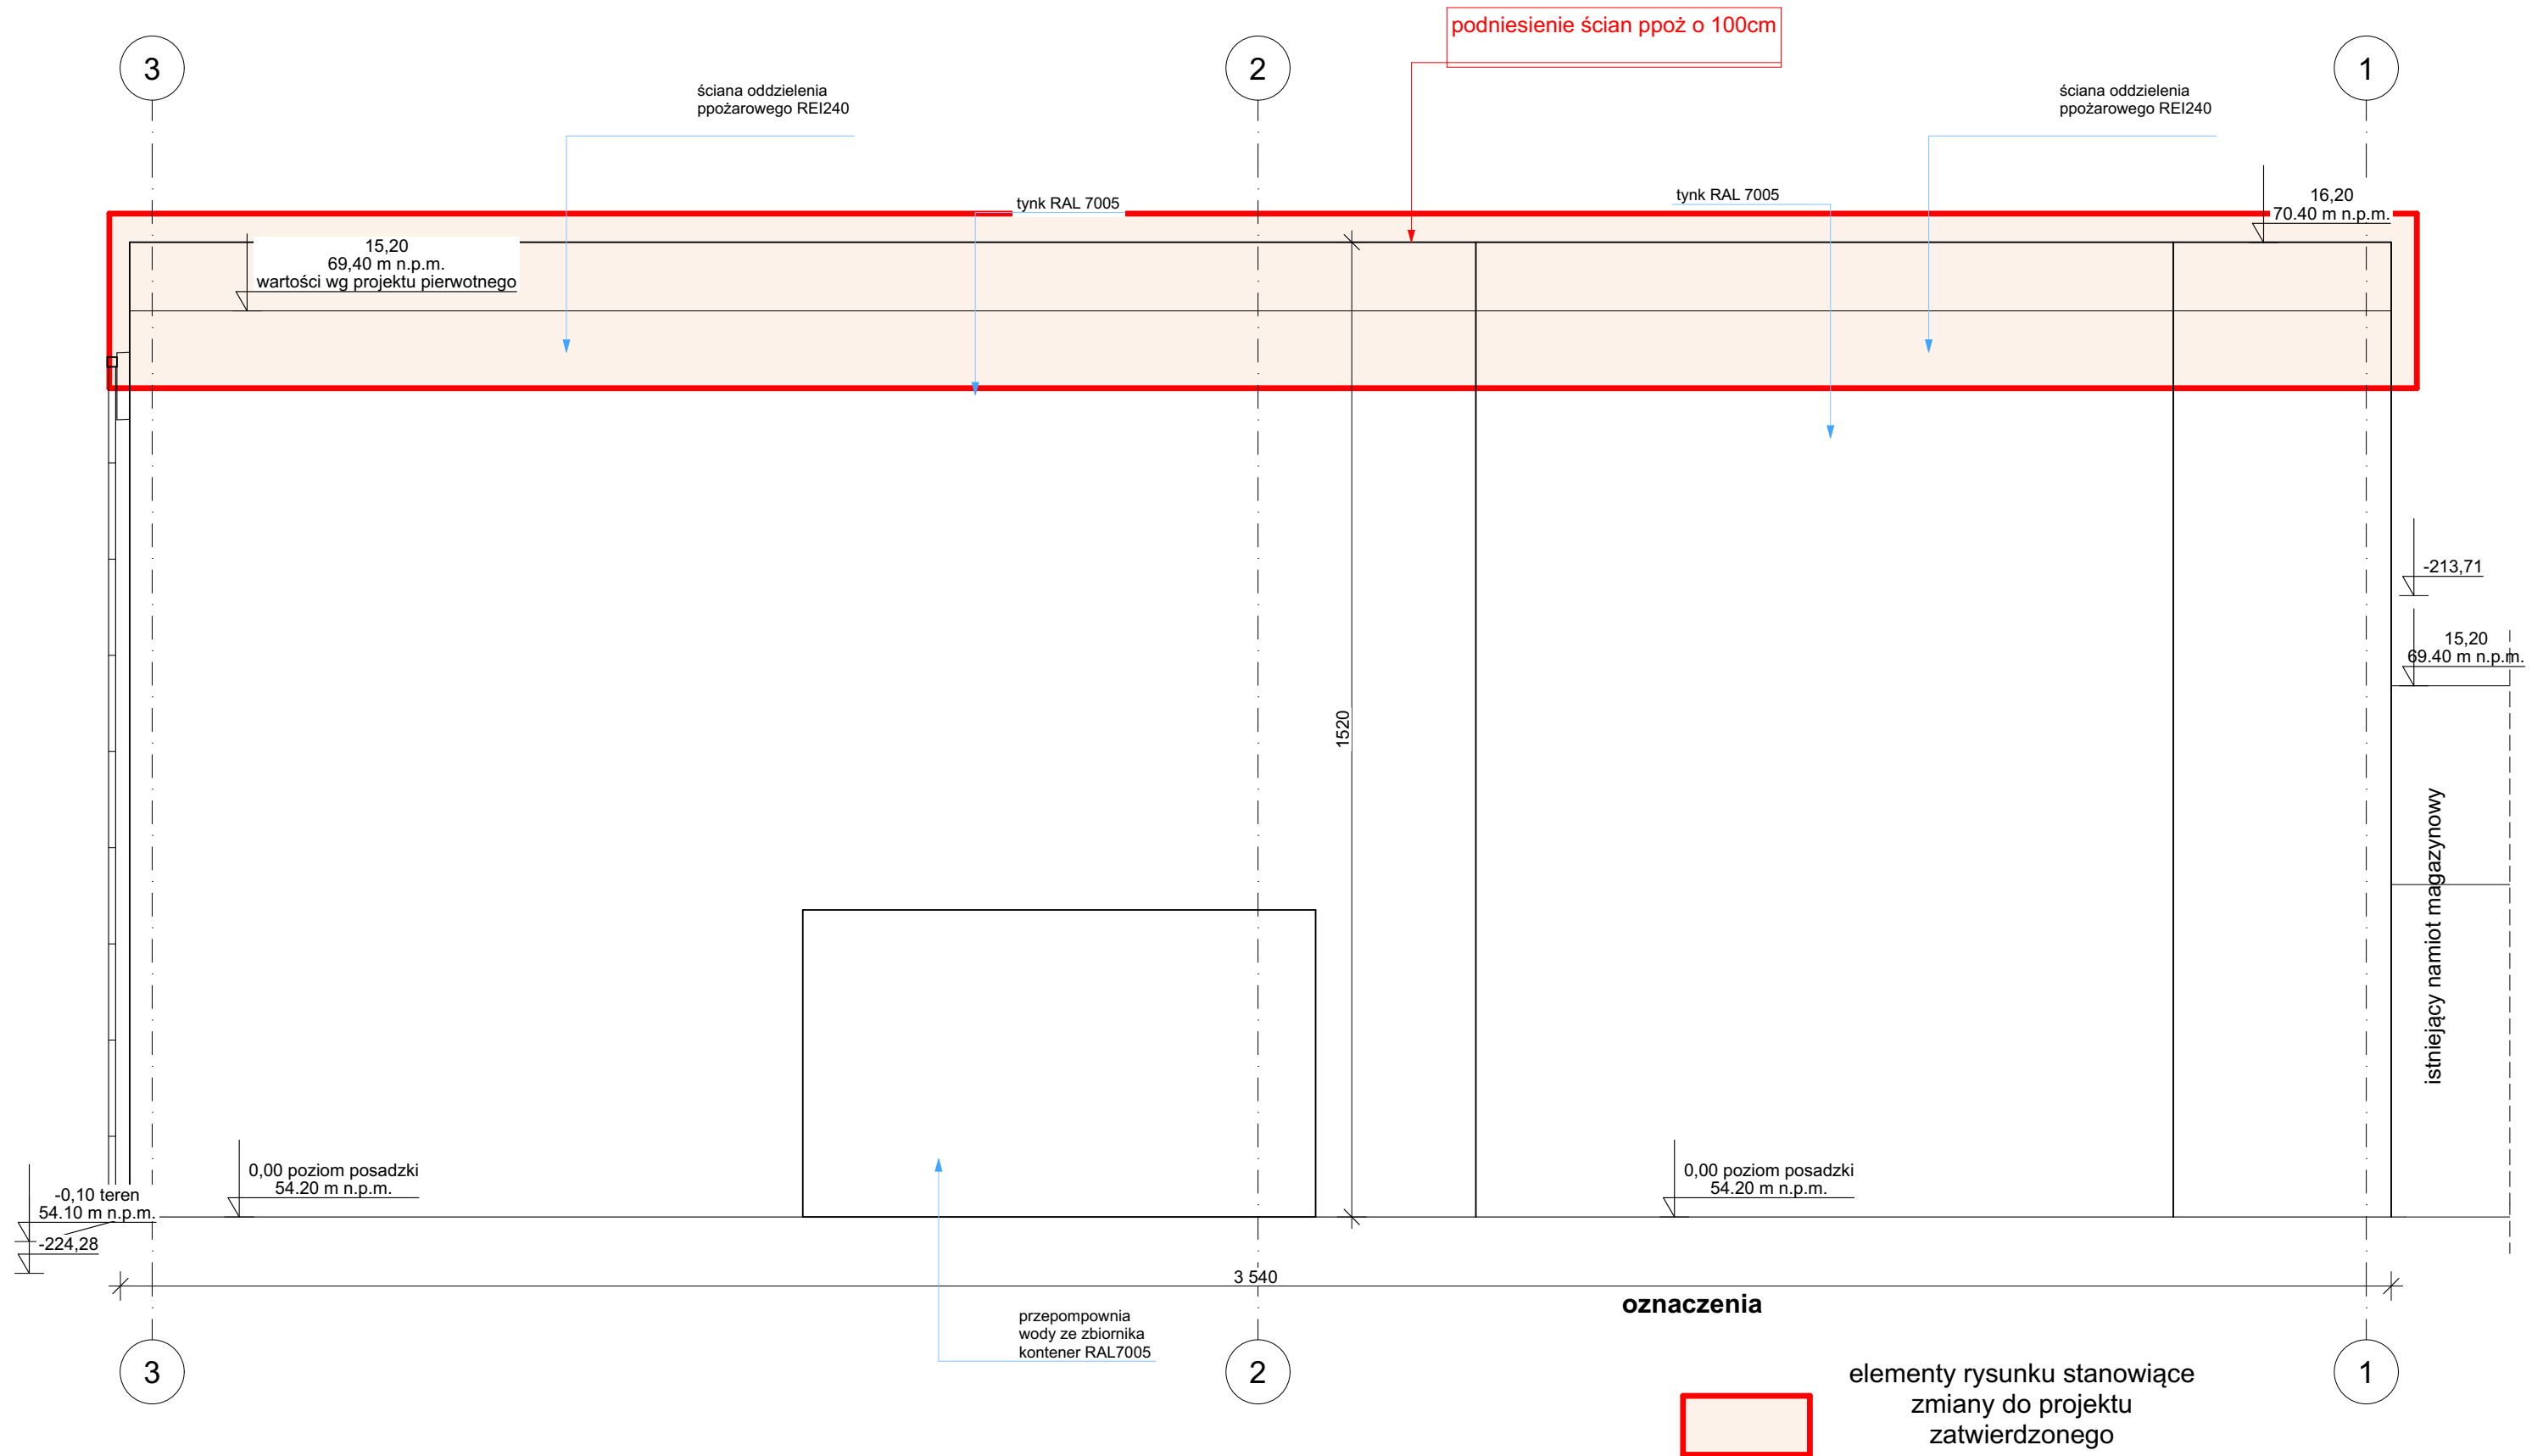 podniesienie ścian ppoż o 100cm
3
2
1
ściana oddzielenia
ppożarowego REI240
ściana oddzielenia
ppożarowego REI240
tynk RAL 7005
tynk RAL 7005
16,20
70.40 m n.p.m.
15,20
69,40 m n.p.m.
wartości wg projektu pierwotnego
-213,71
15,20
69.40 m n.p.m.
1520
istniejący namiot magazynowy
0,00 poziom posadzki
54.20 m n.p.m.
0,00 poziom posadzki
54.20 m n.p.m.
-0,10 teren
54.10 m n.p.m.
-224,28
3 540
oznaczenia
przepompownia
wody ze zbiornika
kontener RAL7005
3
2
1
elementy rysunku stanowiące
zmiany do projektu
zatwierdzonego